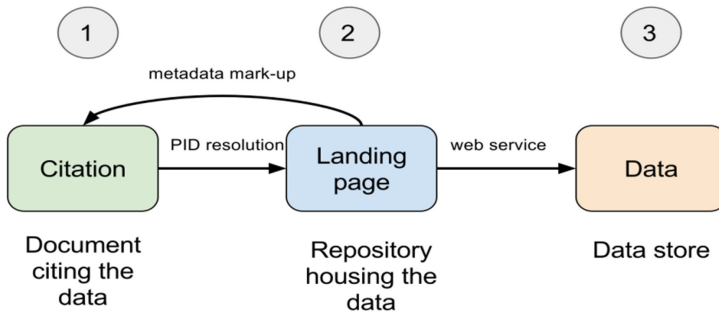 1
2
3
metadata mark-up
PID resolution
web service
Citation
Landing
page
Data
Document
citing the
data
Repository
housing the
data
Data store